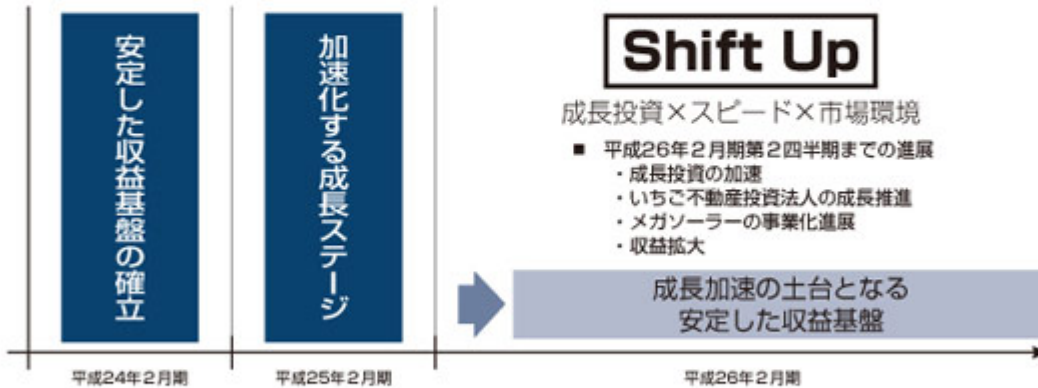 安定した収益基盤の確立
加速化する成長ステージ
Shift Up
成長投資×スピード×市場環境
■ 平成26年2月期第2四半期までの進展
・成長投資の加速
・いちご不動産投資法人の成長推進
・メガソーラーの事業化進展
・収益拡大
成長加速の土台となる
安定した収益基盤
平成24年2月期
平成25年2月期
平成26年2月期